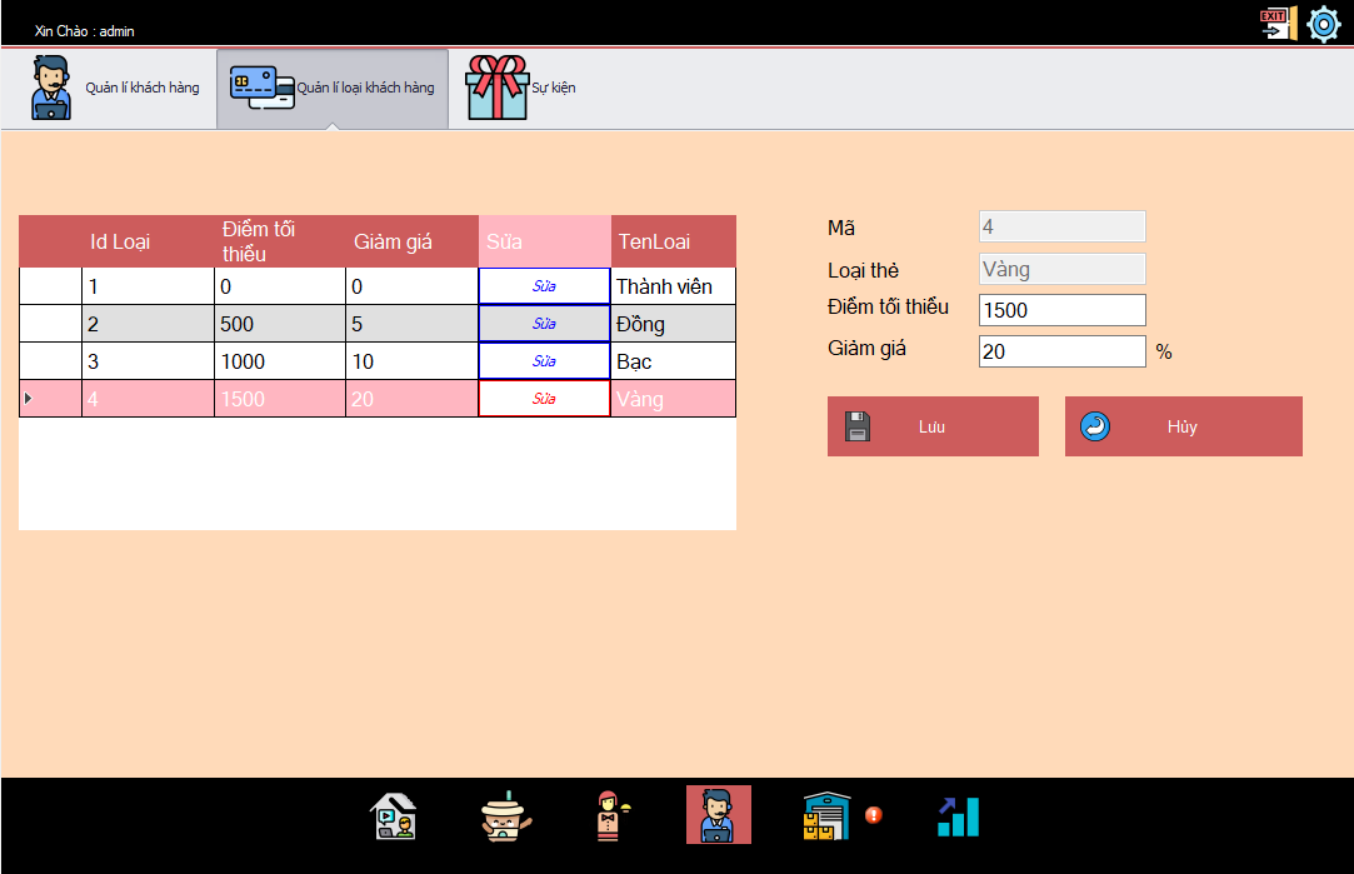 EXIT
Xin Chào : admin
Quản lí khách hàng
Quản lí loại khách hàng
Sự kiện
Id Loại
Điểm tối
thiểu
Giảm giá
Sửa
TenLoai
1
0
0
Sửa
Thành viên
2
500
5
Sửa
Đồng
3
1000
10
Sửa
Bạc
4
1500
20
Sửa
Vàng
Mã
4
Loại thẻ
Vàng
Điểm tối thiểu
1500
Giảm giá
20
%
Lưu
Hủy